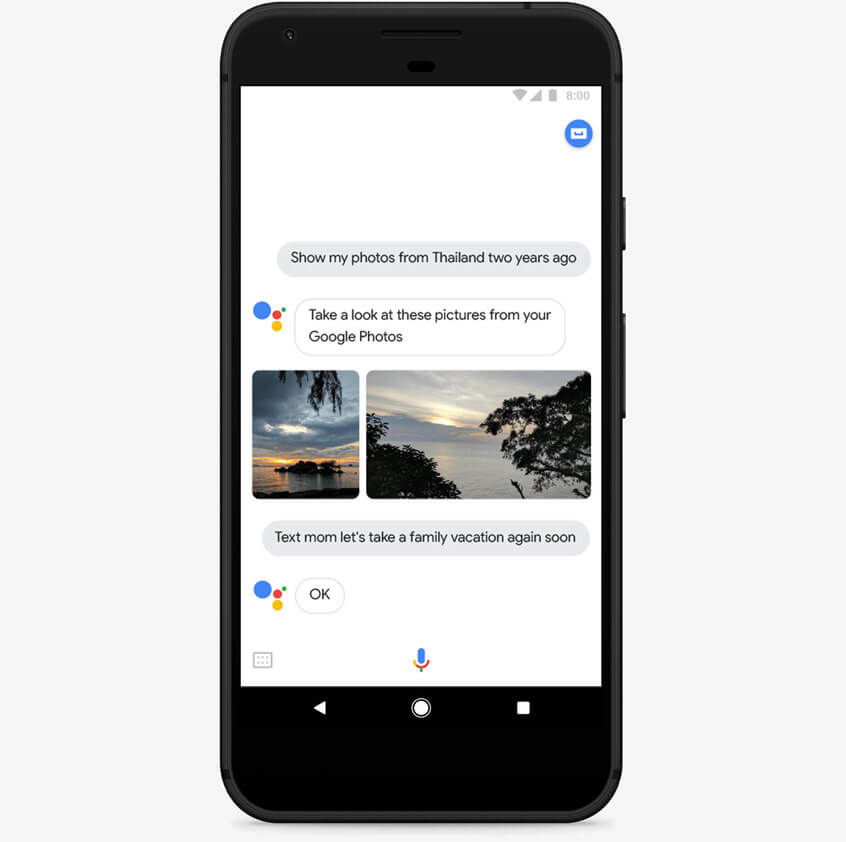 8:00
Show my photos from Thailand two years ago
Take a look at these pictures from your
Google Photos
Text mom let's take a family vacation again soon
OK